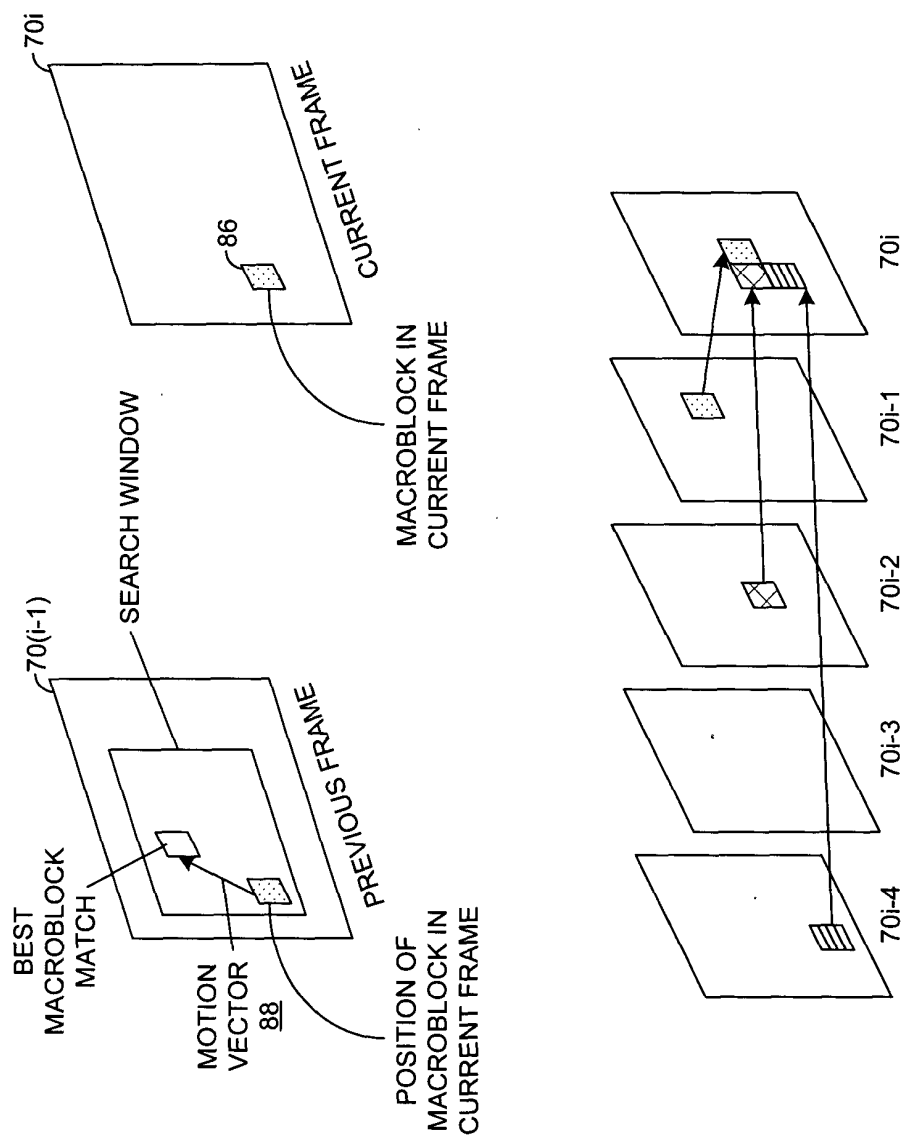 70(i-1)
BEST
MACROBLOCK
MATCH
SEARCH WINDOW
MOTION
VECTOR
88
PREVIOUS FRAME
POSITION OF
MACROBLOCK IN
CURRENT FRAME
70i
86
CURRENT FRAME
MACROBLOCK IN
CURRENT FRAME
70i-4
70i-3
70i-2
70i-1
70i